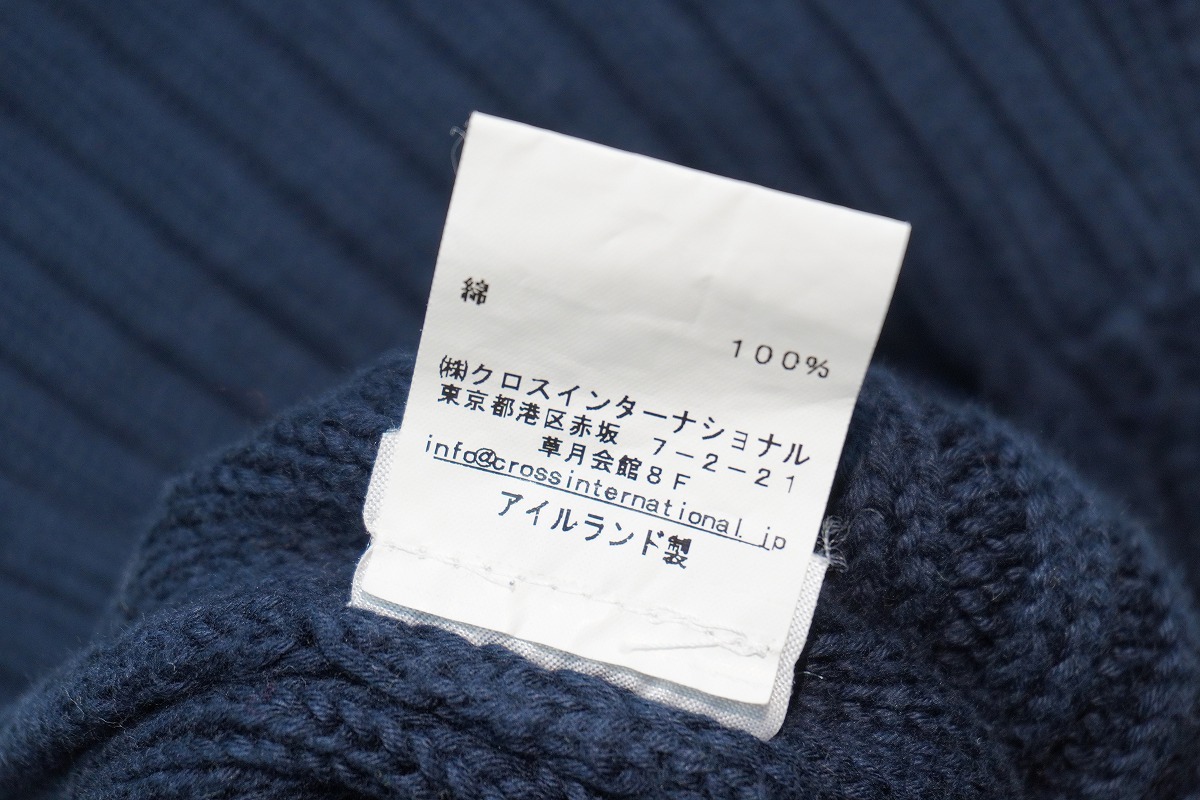 綿
100%
㈱クロスインターナショナル
東京都港区赤坂 7-2-21
草月会館8F
info@crossinternational.jp
アイルランド製